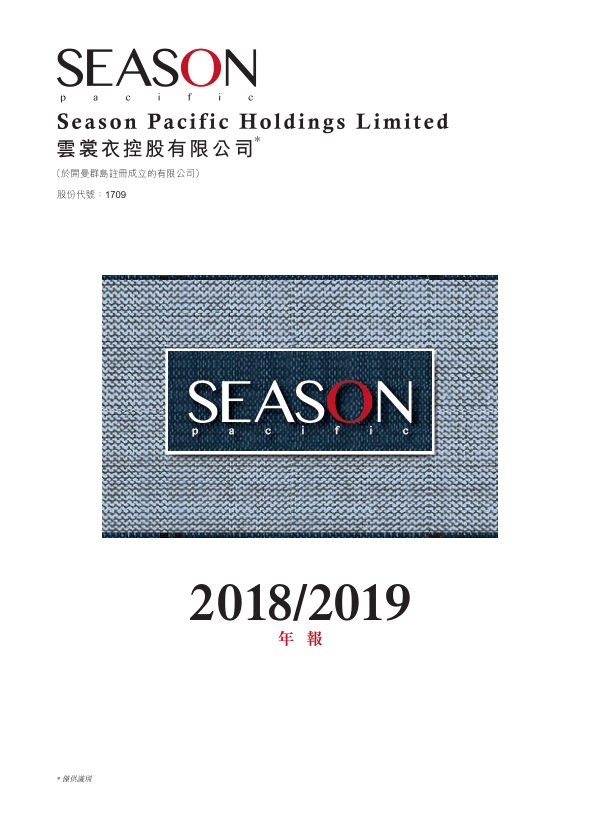 SEASON
pacific
Season Pacific Holdings Limited
雲裳衣控股有限公司*
（於開曼群島註冊成立的有限公司）
股份代號：1709
SEASON
pacific
2018/2019
年報
* 僅供識別